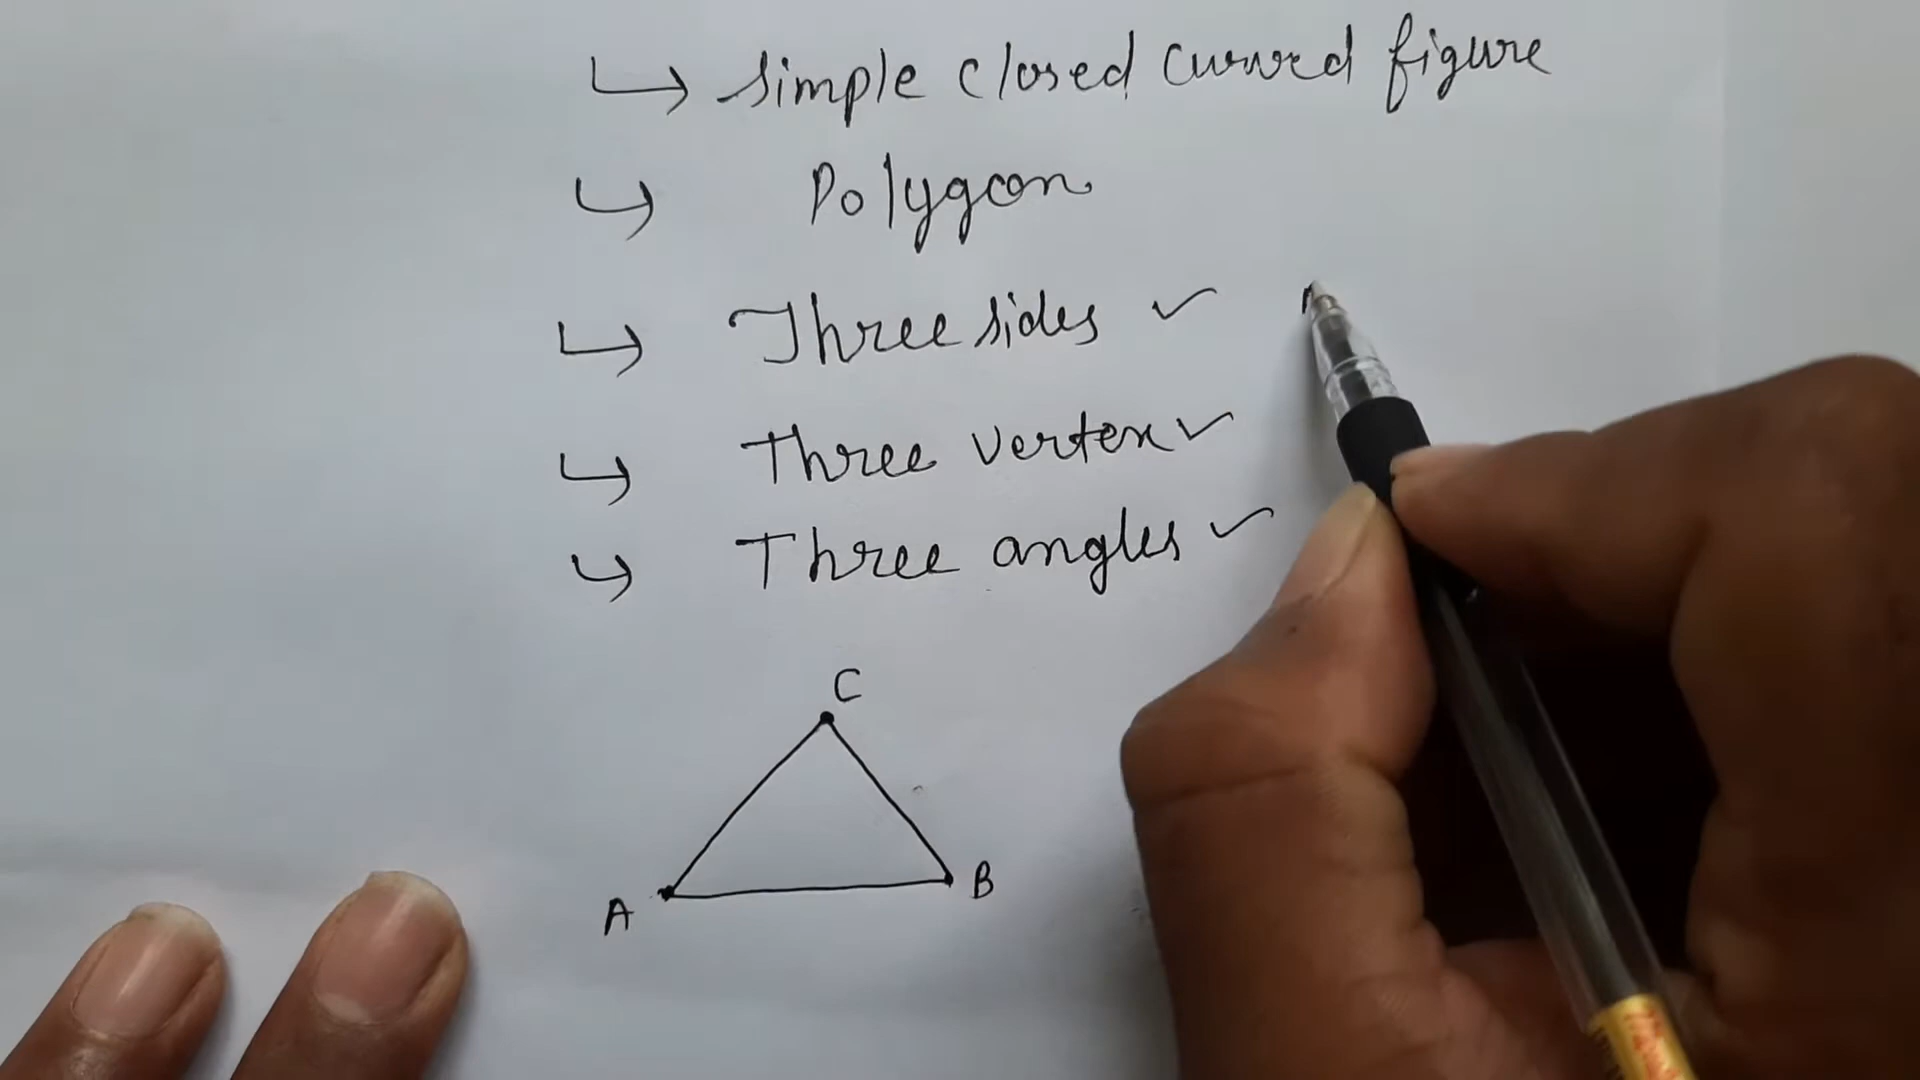 ↳ Simple closed curved figure
↳ Polygon
↳ Three sides ✓
↳ Three vertex ✓
↳ Three angles ✓
C
A
B